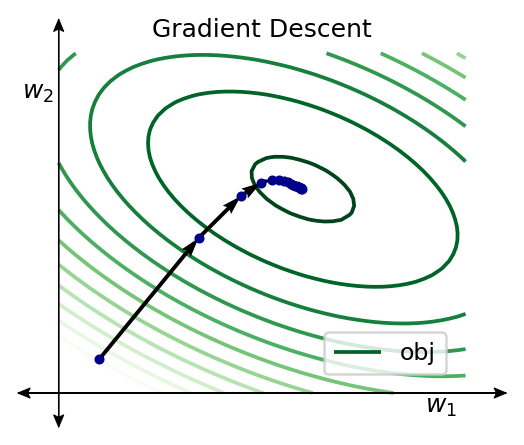 Gradient Descent
w₂
obj
w₁